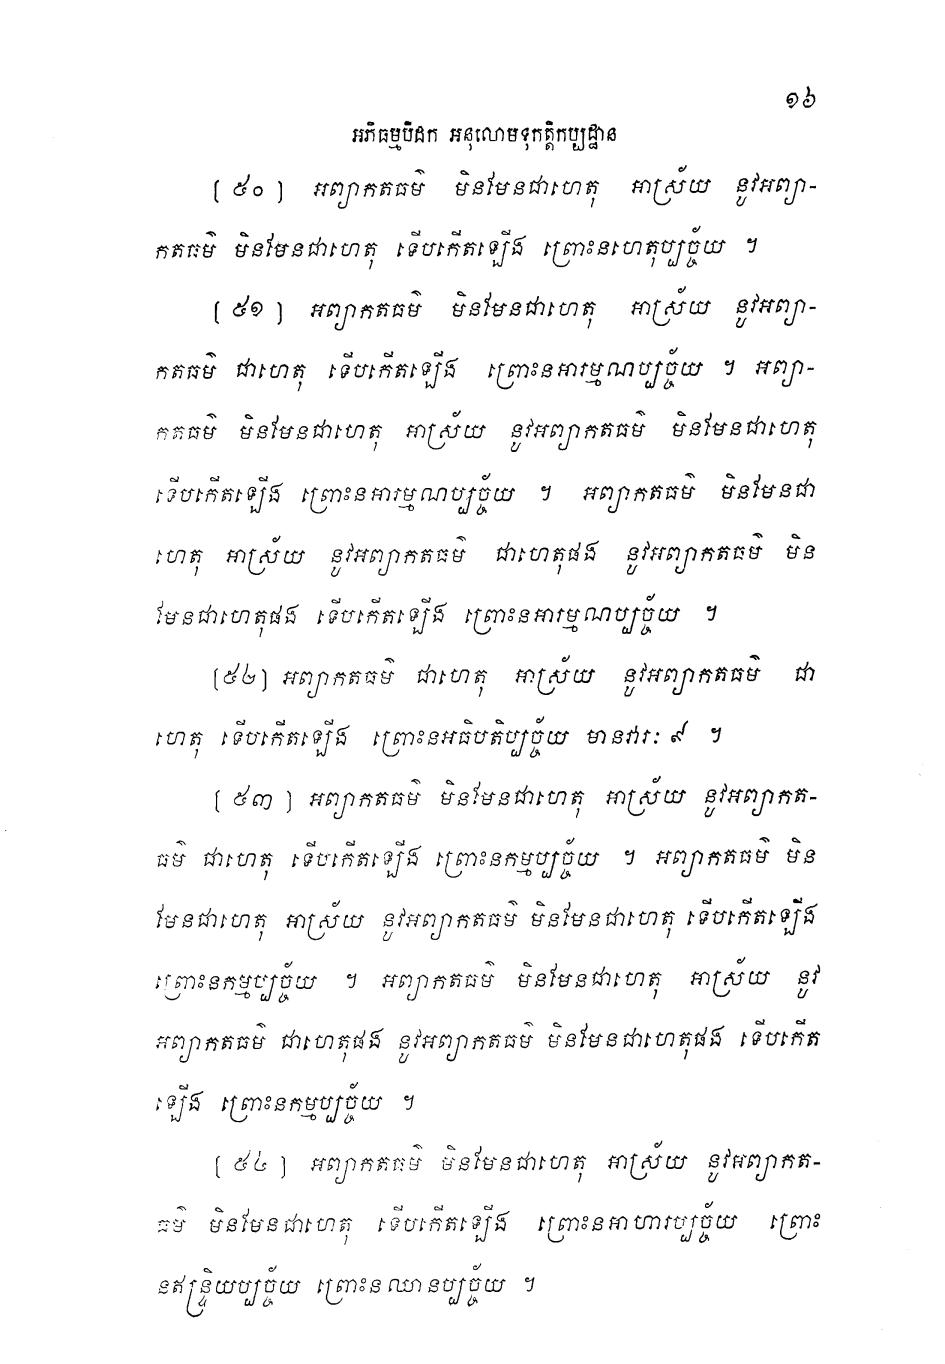 ១៦
អភិធម្មបិដក អនុលោមទុកត្តិកប្បដ្ឋាន
[ ៥០ ] អព្យាកតធម៌ មិនមែនជាហេតុ អាស្រ័យ នូវអព្យា-
កតធម៌ មិនមែនជាហេតុ ទើបកើតឡើង ព្រោះនហេតុប្បច្ច័យ ។
[ ៥១ ] អព្យាកតធម៌ មិនមែនជាហេតុ អាស្រ័យ នូវអព្យា-
កតធម៌ ជាហេតុ ទើបកើតឡើង ព្រោះនអារម្មណប្បច្ច័យ ។ អព្យា-
កតធម៌ មិនមែនជាហេតុ អាស្រ័យ នូវអព្យាកតធម៌ មិនមែនជាហេតុ
ទើបកើតឡើង ព្រោះនអារម្មណប្បច្ច័យ ។ អព្យាកតធម៌ មិនមែនជា
ហេតុ អាស្រ័យ នូវអព្យាកតធម៌ ជាហេតុផង នូវអព្យាកតធម៌ មិន
មែនជាហេតុផង ទើបកើតឡើង ព្រោះនអារម្មណប្បច្ច័យ ។
[៥២] អព្យាកតធម៌ ជាហេតុ អាស្រ័យ នូវអព្យាកតធម៌ ជា
ហេតុ ទើបកើតឡើង ព្រោះនអធិបតិប្បច្ច័យ មានវារៈ ៩ ។
[ ៥៣ ] អព្យាកតធម៌ មិនមែនជាហេតុ អាស្រ័យ នូវអព្យាកត-
ធម៌ ជាហេតុ ទើបកើតឡើង ព្រោះនកម្មប្បច្ច័យ ។ អព្យាកតធម៌ មិន
មែនជាហេតុ អាស្រ័យ នូវអព្យាកតធម៌ មិនមែនជាហេតុ ទើបកើតឡើង
ព្រោះនកម្មប្បច្ច័យ ។ អព្យាកតធម៌ មិនមែនជាហេតុ អាស្រ័យ នូវ
អព្យាកតធម៌ ជាហេតុផង នូវអព្យាកតធម៌ មិនមែនជាហេតុផង ទើបកើត
ឡើង ព្រោះនកម្មប្បច្ច័យ ។
[ ៥៤ ] អព្យាកតធម៌ មិនមែនជាហេតុ អាស្រ័យ នូវអព្យាកត-
ធម៌ មិនមែនជាហេតុ ទើបកើតឡើង ព្រោះនអាហារប្បច្ច័យ ព្រោះ
នឥន្ទ្រិយប្បច្ច័យ ព្រោះនឈានប្បច្ច័យ ។